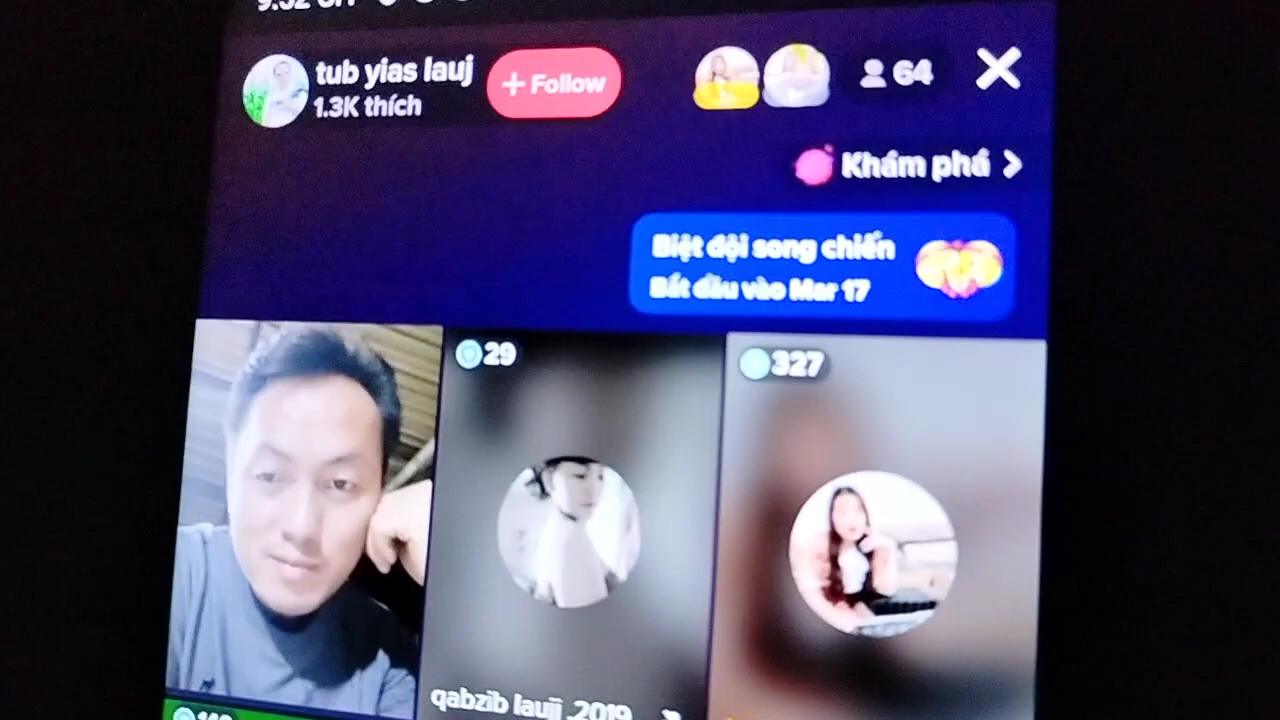 tub yias lauj
+ Follow
1.3K thích
64
Khám phá >
Biệt đội song chiến
Bắt đầu vào Mar 17
29
327
qabzib laujj .2019